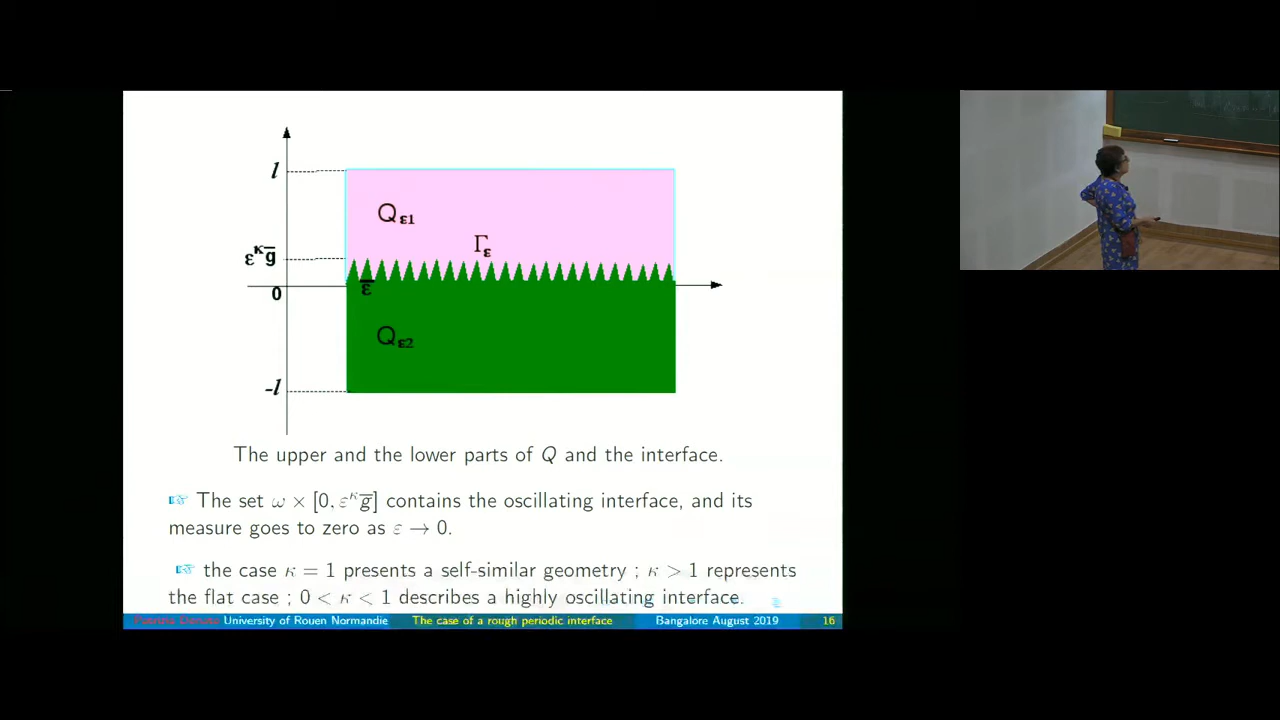 l
Qε1
Γε
ε^κ g̅
ε
0
Qε2
-l
The upper and the lower parts of Q and the interface.
☞ The set ω × [0, ε^κ g̅] contains the oscillating interface, and its
measure goes to zero as ε → 0.
☞ the case κ = 1 presents a self-similar geometry ; κ > 1 represents
the flat case ; 0 < κ < 1 describes a highly oscillating interface.
Patrizia Donato University of Rouen Normandie The case of a rough periodic interface Bangalore August 2019 16